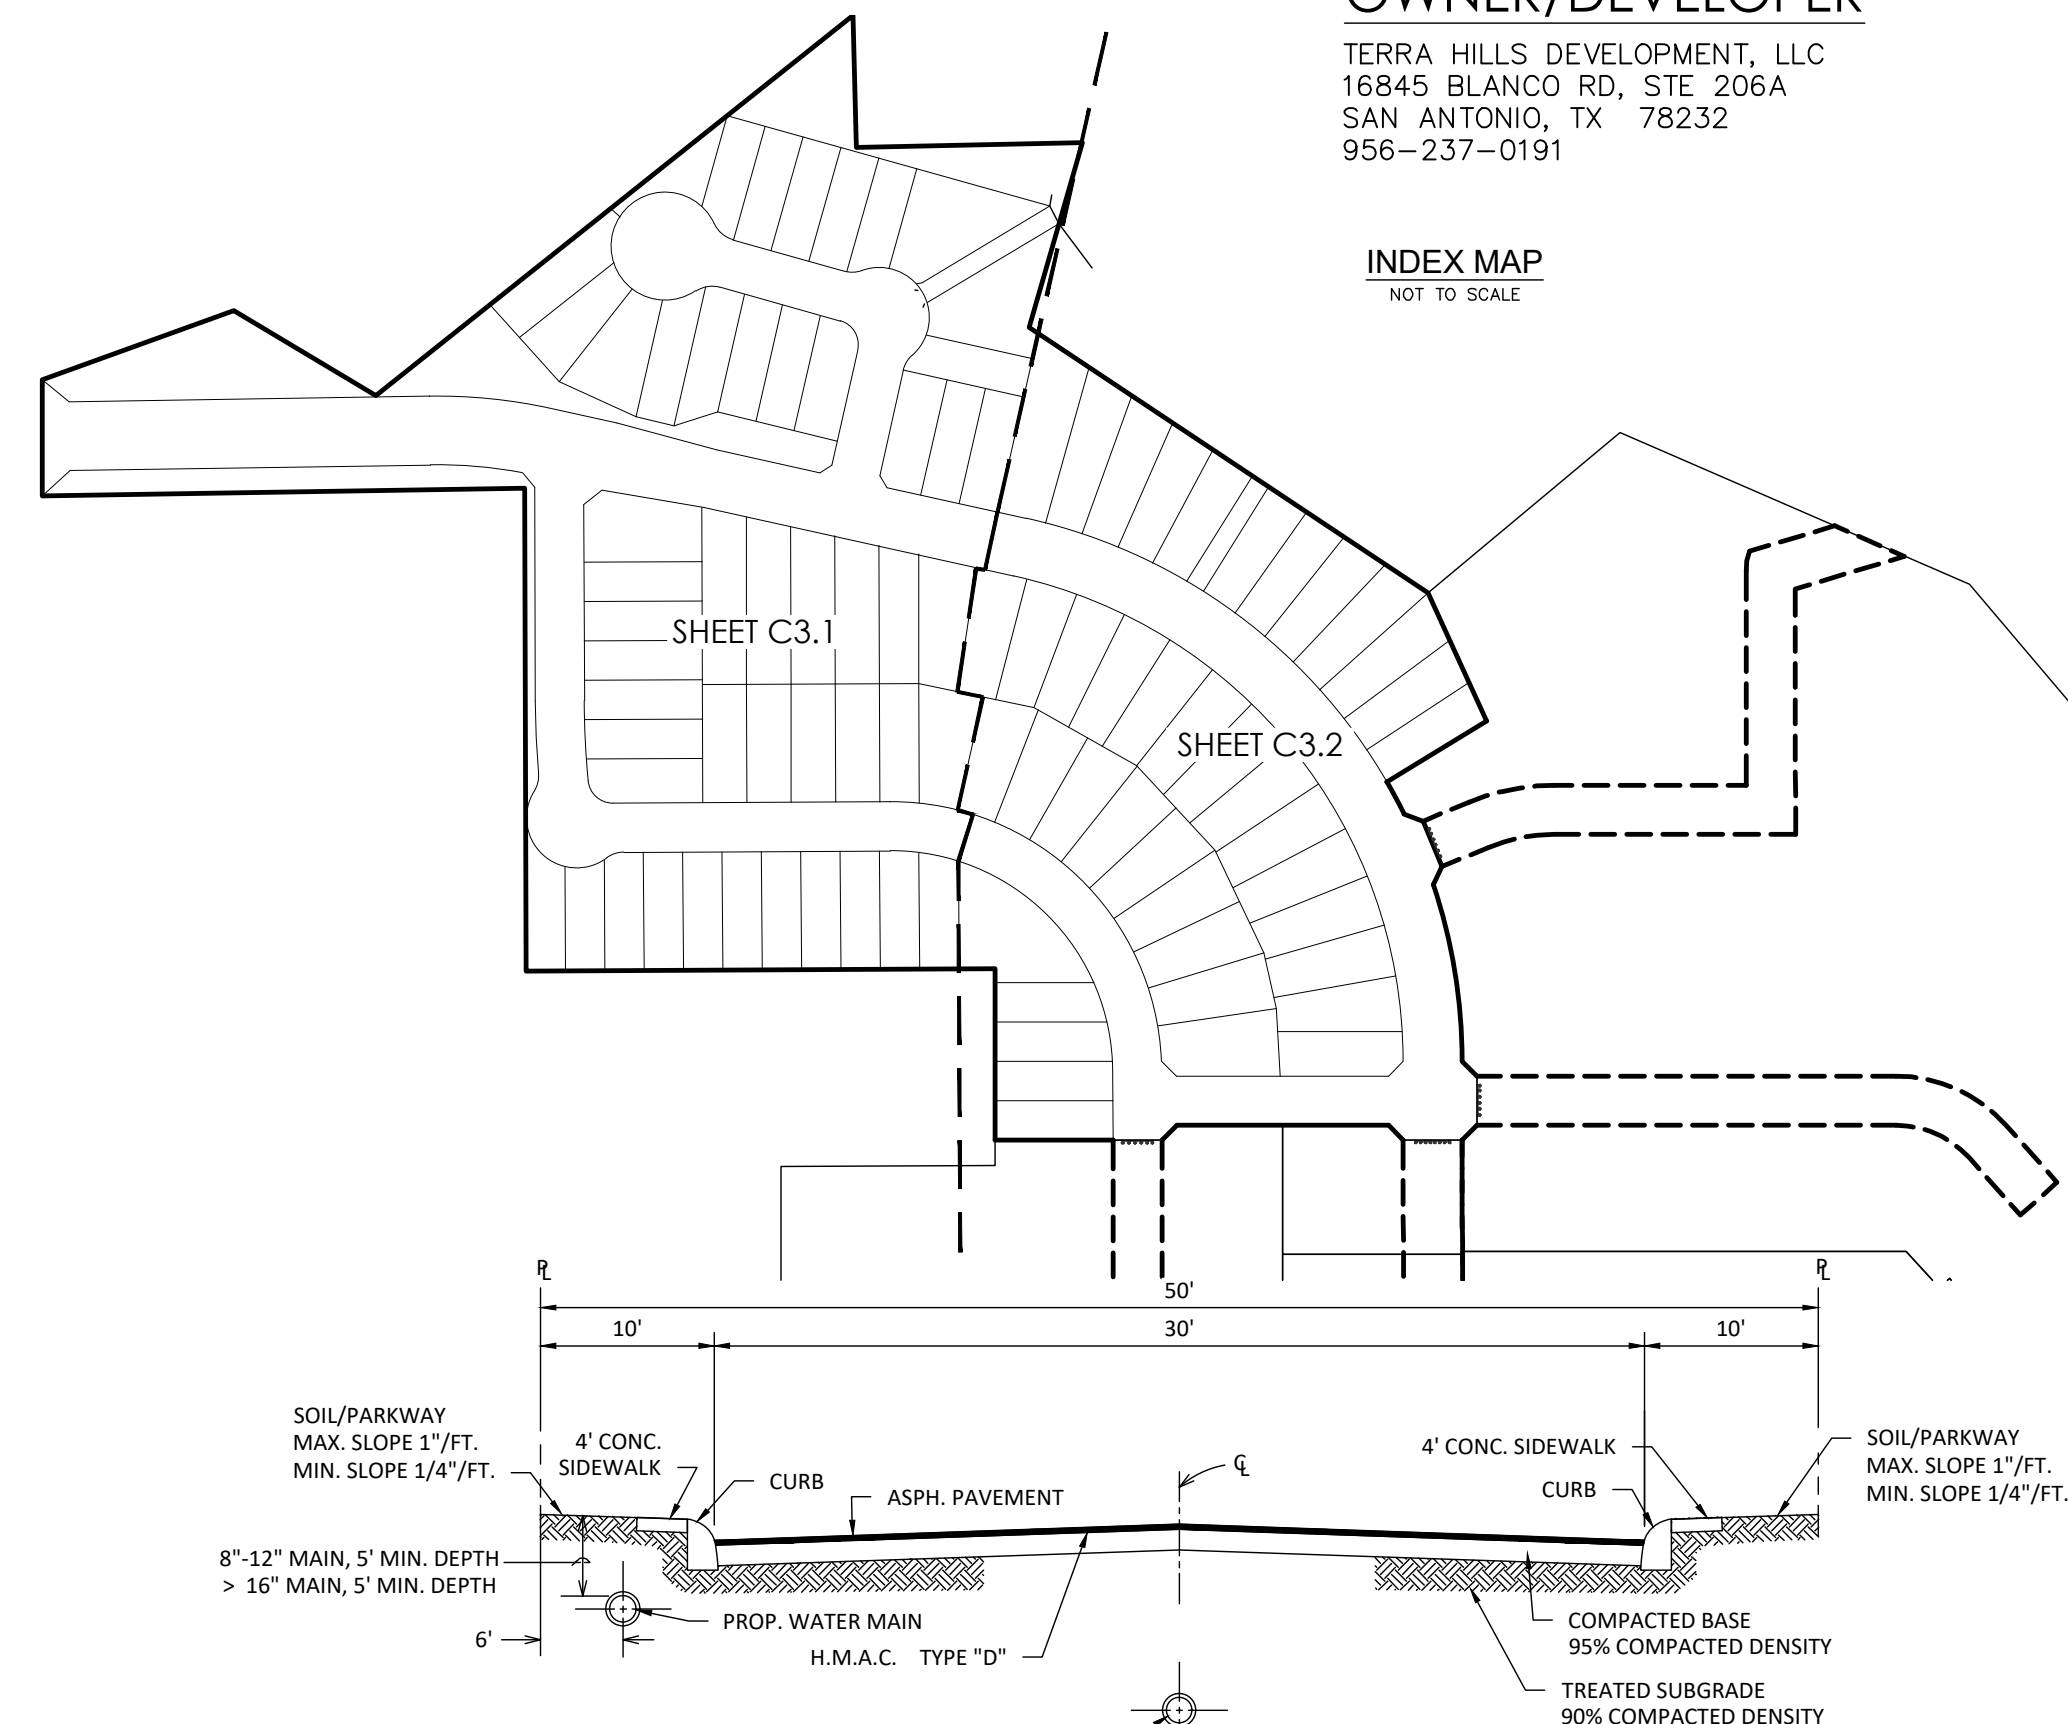 OWNER/DEVELOPER
TERRA HILLS DEVELOPMENT, LLC
16845 BLANCO RD, STE 206A
SAN ANTONIO, TX 78232
956-237-0191
INDEX MAP
NOT TO SCALE
SHEET C3.1
SHEET C3.2
PL
PL
50'
10'
30'
10'
SOIL/PARKWAY
MAX. SLOPE 1"/FT.
MIN. SLOPE 1/4"/FT.
4' CONC.
SIDEWALK
CURB
ASPH. PAVEMENT
CL
4' CONC. SIDEWALK
CURB
SOIL/PARKWAY
MAX. SLOPE 1"/FT.
MIN. SLOPE 1/4"/FT.
8"-12" MAIN, 5' MIN. DEPTH
> 16" MAIN, 5' MIN. DEPTH
6'
PROP. WATER MAIN
H.M.A.C. TYPE "D"
COMPACTED BASE
95% COMPACTED DENSITY
TREATED SUBGRADE
90% COMPACTED DENSITY